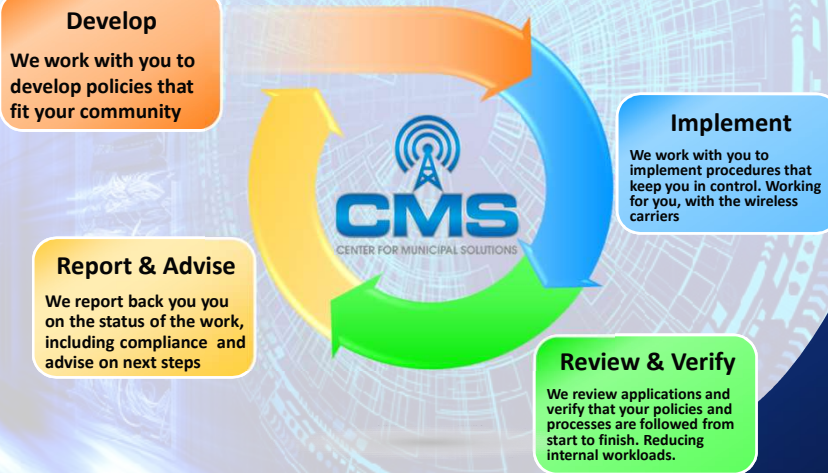 Develop
We work with you to
develop policies that
fit your community
Implement
We work with you to
implement procedures that
keep you in control. Working
for you, with the wireless
carriers
CMS
CENTER FOR MUNICIPAL SOLUTIONS
Report & Advise
We report back you you
on the status of the work,
including compliance and
advise on next steps
Review & Verify
We review applications and
verify that your policies and
processes are followed from
start to finish. Reducing
internal workloads.